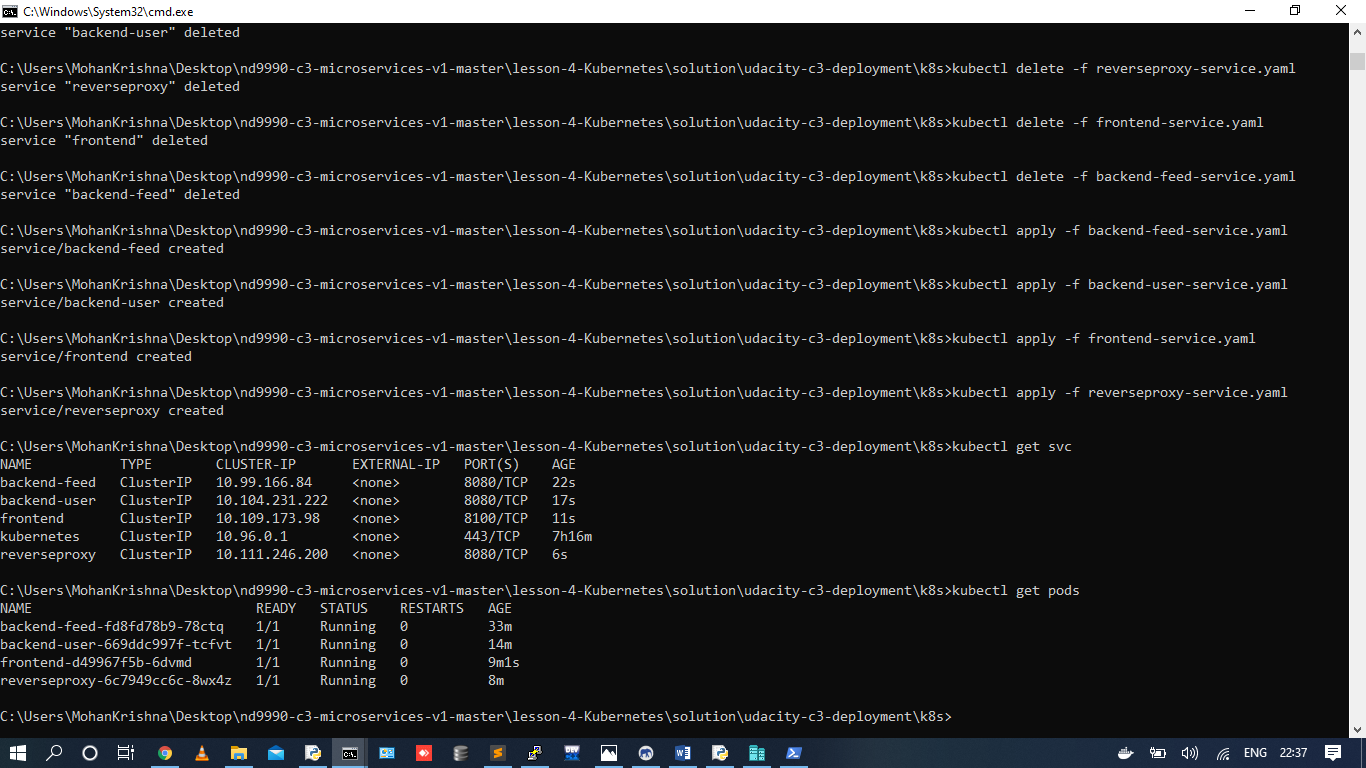 C:\Windows\System32\cmd.exe
service "backend-user" deleted
C:\Users\MohanKrishna\Desktop\nd9990-c3-microservices-v1-master\lesson-4-Kubernetes\solution\udacity-c3-deployment\k8s>kubectl delete -f reverseproxy-service.yaml
service "reverseproxy" deleted
C:\Users\MohanKrishna\Desktop\nd9990-c3-microservices-v1-master\lesson-4-Kubernetes\solution\udacity-c3-deployment\k8s>kubectl delete -f frontend-service.yaml
service "frontend" deleted
C:\Users\MohanKrishna\Desktop\nd9990-c3-microservices-v1-master\lesson-4-Kubernetes\solution\udacity-c3-deployment\k8s>kubectl delete -f backend-feed-service.yaml
service "backend-feed" deleted
C:\Users\MohanKrishna\Desktop\nd9990-c3-microservices-v1-master\lesson-4-Kubernetes\solution\udacity-c3-deployment\k8s>kubectl apply -f backend-feed-service.yaml
service/backend-feed created
C:\Users\MohanKrishna\Desktop\nd9990-c3-microservices-v1-master\lesson-4-Kubernetes\solution\udacity-c3-deployment\k8s>kubectl apply -f backend-user-service.yaml
service/backend-user created
C:\Users\MohanKrishna\Desktop\nd9990-c3-microservices-v1-master\lesson-4-Kubernetes\solution\udacity-c3-deployment\k8s>kubectl apply -f frontend-service.yaml
service/frontend created
C:\Users\MohanKrishna\Desktop\nd9990-c3-microservices-v1-master\lesson-4-Kubernetes\solution\udacity-c3-deployment\k8s>kubectl apply -f reverseproxy-service.yaml
service/reverseproxy created
C:\Users\MohanKrishna\Desktop\nd9990-c3-microservices-v1-master\lesson-4-Kubernetes\solution\udacity-c3-deployment\k8s>kubectl get svc
NAME TYPE CLUSTER-IP EXTERNAL-IP PORT(S) AGE
backend-feed ClusterIP 10.99.166.84 <none> 8080/TCP 22s
backend-user ClusterIP 10.104.231.222 <none> 8080/TCP 17s
frontend ClusterIP 10.109.173.98 <none> 8100/TCP 11s
kubernetes ClusterIP 10.96.0.1 <none> 443/TCP 7h16m
reverseproxy ClusterIP 10.111.246.200 <none> 8080/TCP 6s
C:\Users\MohanKrishna\Desktop\nd9990-c3-microservices-v1-master\lesson-4-Kubernetes\solution\udacity-c3-deployment\k8s>kubectl get pods
NAME READY STATUS RESTARTS AGE
backend-feed-fd8fd78b9-78ctq 1/1 Running 0 33m
backend-user-669ddc997f-tcfvt 1/1 Running 0 14m
frontend-d49967f5b-6dvmd 1/1 Running 0 9m1s
reverseproxy-6c7949cc6c-8wx4z 1/1 Running 0 8m
C:\Users\MohanKrishna\Desktop\nd9990-c3-microservices-v1-master\lesson-4-Kubernetes\solution\udacity-c3-deployment\k8s>
ENG 22:37